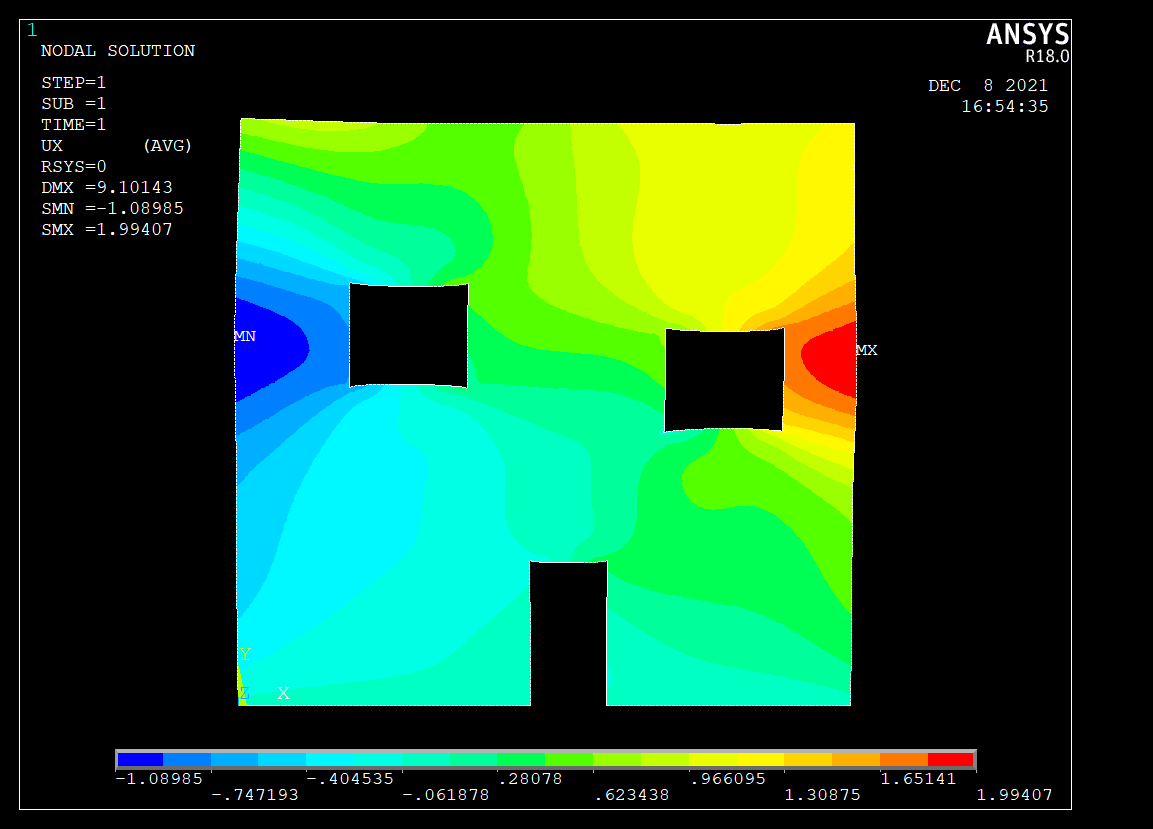 1
NODAL SOLUTION
STEP=1
SUB =1
TIME=1
UX (AVG)
RSYS=0
DMX =9.10143
SMN =-1.08985
SMX =1.99407
ANSYS
R18.0
DEC 8 2021
16:54:35
MN
MX
Y
Z X
-1.08985 -.404535 .28078 .966095 1.65141
-.747193 -.061878 .623438 1.30875 1.99407